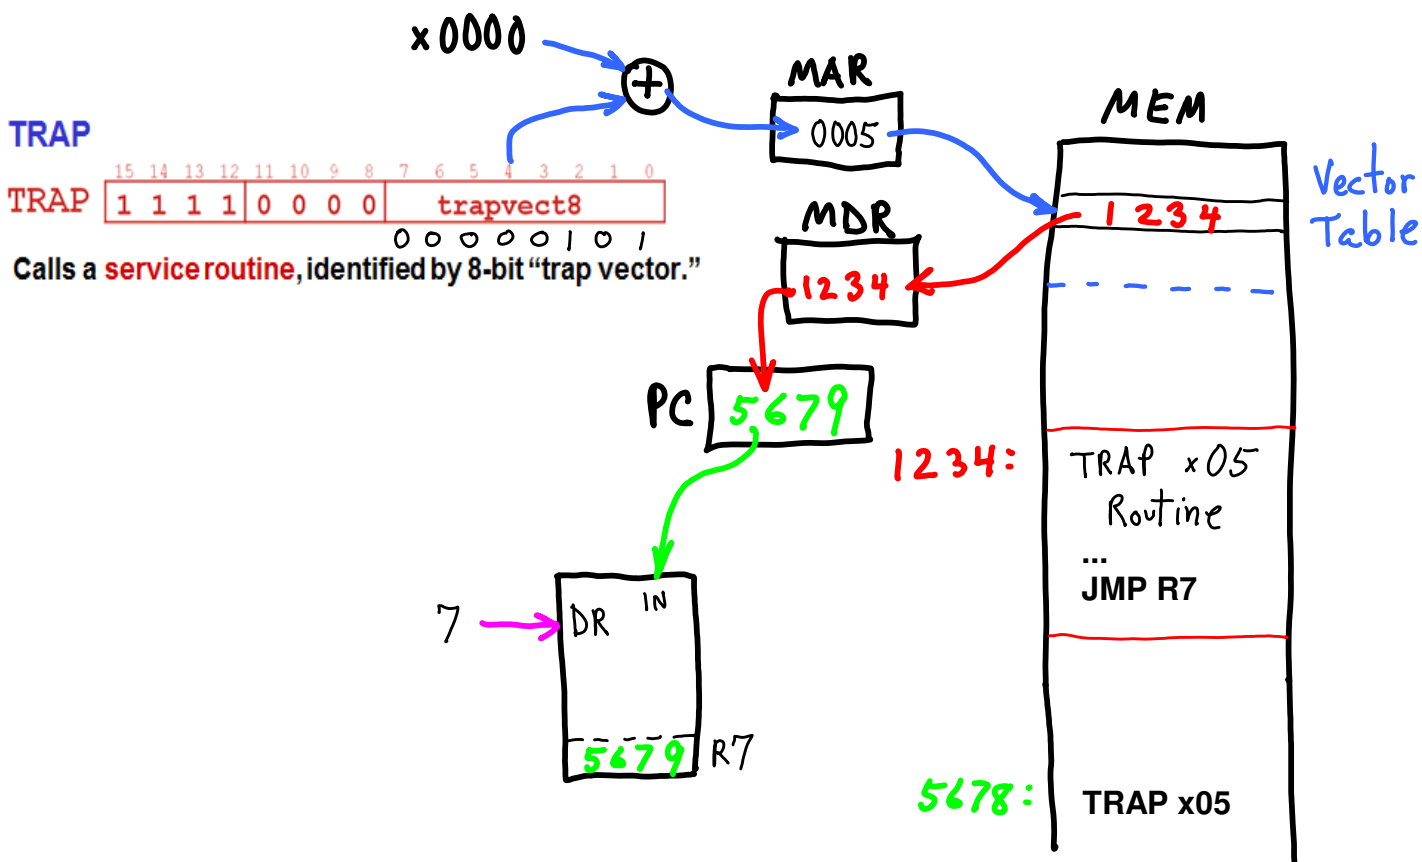 x0000
MAR
0005
MEM
TRAP
15 14 13 12 11 10 9 8 7 6 5 4 3 2 1 0
TRAP 1 1 1 1 0 0 0 0 trapvect8
0 0 0 0 0 1 0 1
Calls a service routine, identified by 8-bit “trap vector.”
Vector
Table
1 2 3 4
MDR
1234
PC 5679
1234: TRAP x05
Routine
...
JMP R7
7 DR IN
5679 R7
5678: TRAP x05